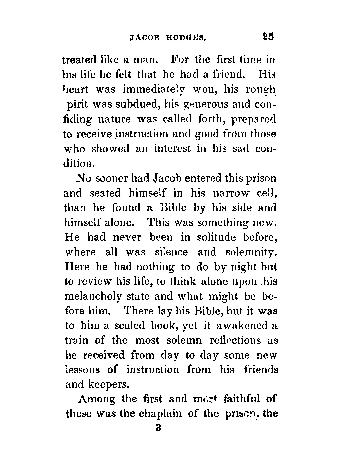 JACOB HODGES. 25
treated like a man. For the first time in
his life he felt that he had a friend. His
heart was immediately won, his rough
pirit was subdued, his generous and con-
fiding nature was called forth, prepared
to receive instruction and good from those
who showed an interest in his sad con-
dition.
No sooner had Jacob entered this prison
and seated himself in his narrow cell,
than he found a Bible by his side and
himself alone. This was something new.
He had never been in solitude before,
where all was silence and solemnity.
Here he had nothing to do by night but
to review his life, to think alone upon his
melancholy state and what might be be-
fore him. There lay his Bible, but it was
to him a sealed book, yet it awakened a
train of the most solemn reflections as
he received from day to day some new
lessons of instruction from his friends
and keepers.
Among the first and most faithful of
these was the chaplain of the prison, the
3